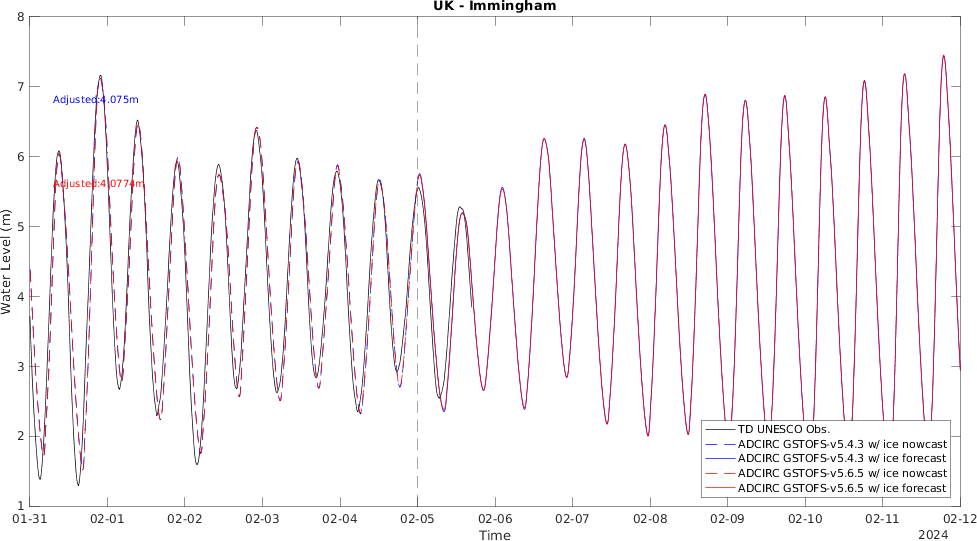 UK - Immingham
8
7
6
5
4
3
2
1
Water Level (m)
Adjusted:4.075m
Adjusted:4.0774m
TD UNESCO Obs.
ADCIRC GSTOFS-v5.4.3 w/ ice nowcast
ADCIRC GSTOFS-v5.4.3 w/ ice forecast
ADCIRC GSTOFS-v5.6.5 w/ ice nowcast
ADCIRC GSTOFS-v5.6.5 w/ ice forecast
01-31 02-01 02-02 02-03 02-04 02-05 02-06 02-07 02-08 02-09 02-10 02-11 02-12
Time
2024